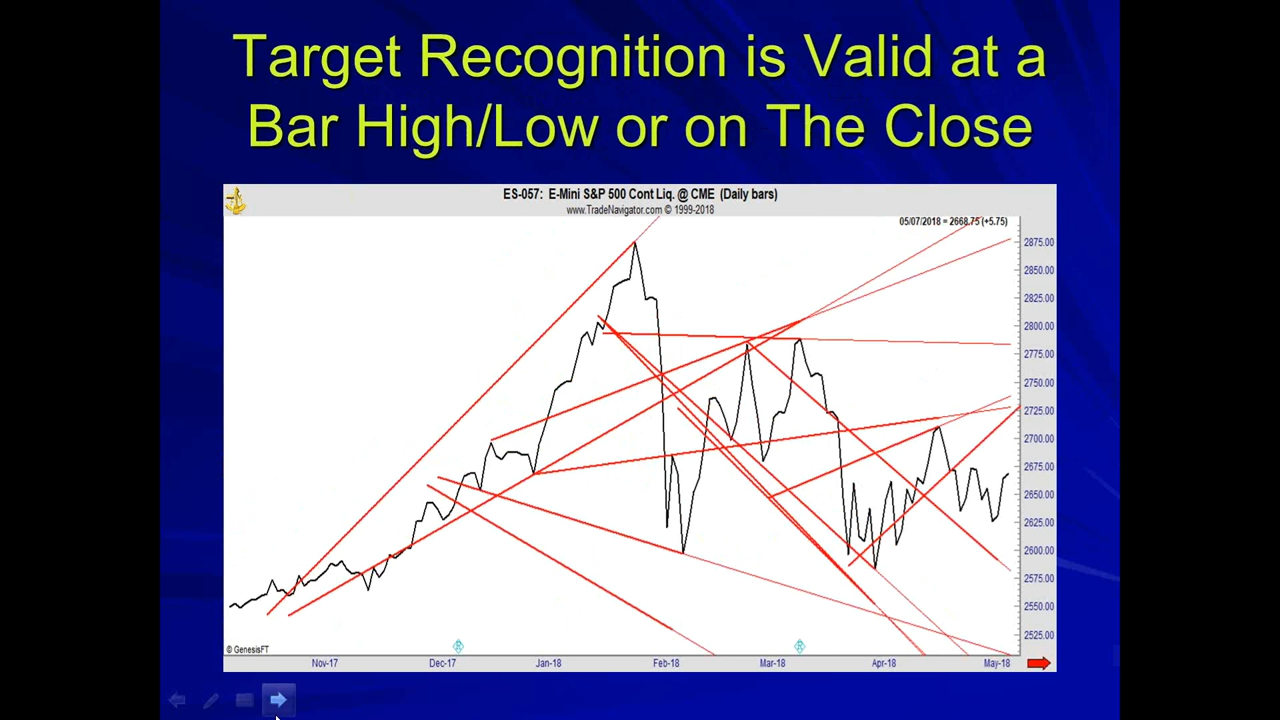 Target Recognition is Valid at a
Bar High/Low or on The Close
ES-057: E-Mini S&P 500 Cont Liq. @ CME (Daily bars)
www.TradeNavigator.com © 1999-2018
05/07/2018 = 2668.75 (+5.75)
2875.00
2850.00
2825.00
2800.00
2775.00
2750.00
2725.00
2700.00
2675.00
2650.00
2625.00
2600.00
2575.00
2550.00
2525.00
© GenesisFT
Nov-17 Dec-17 Jan-18 Feb-18 Mar-18 Apr-18 May-18